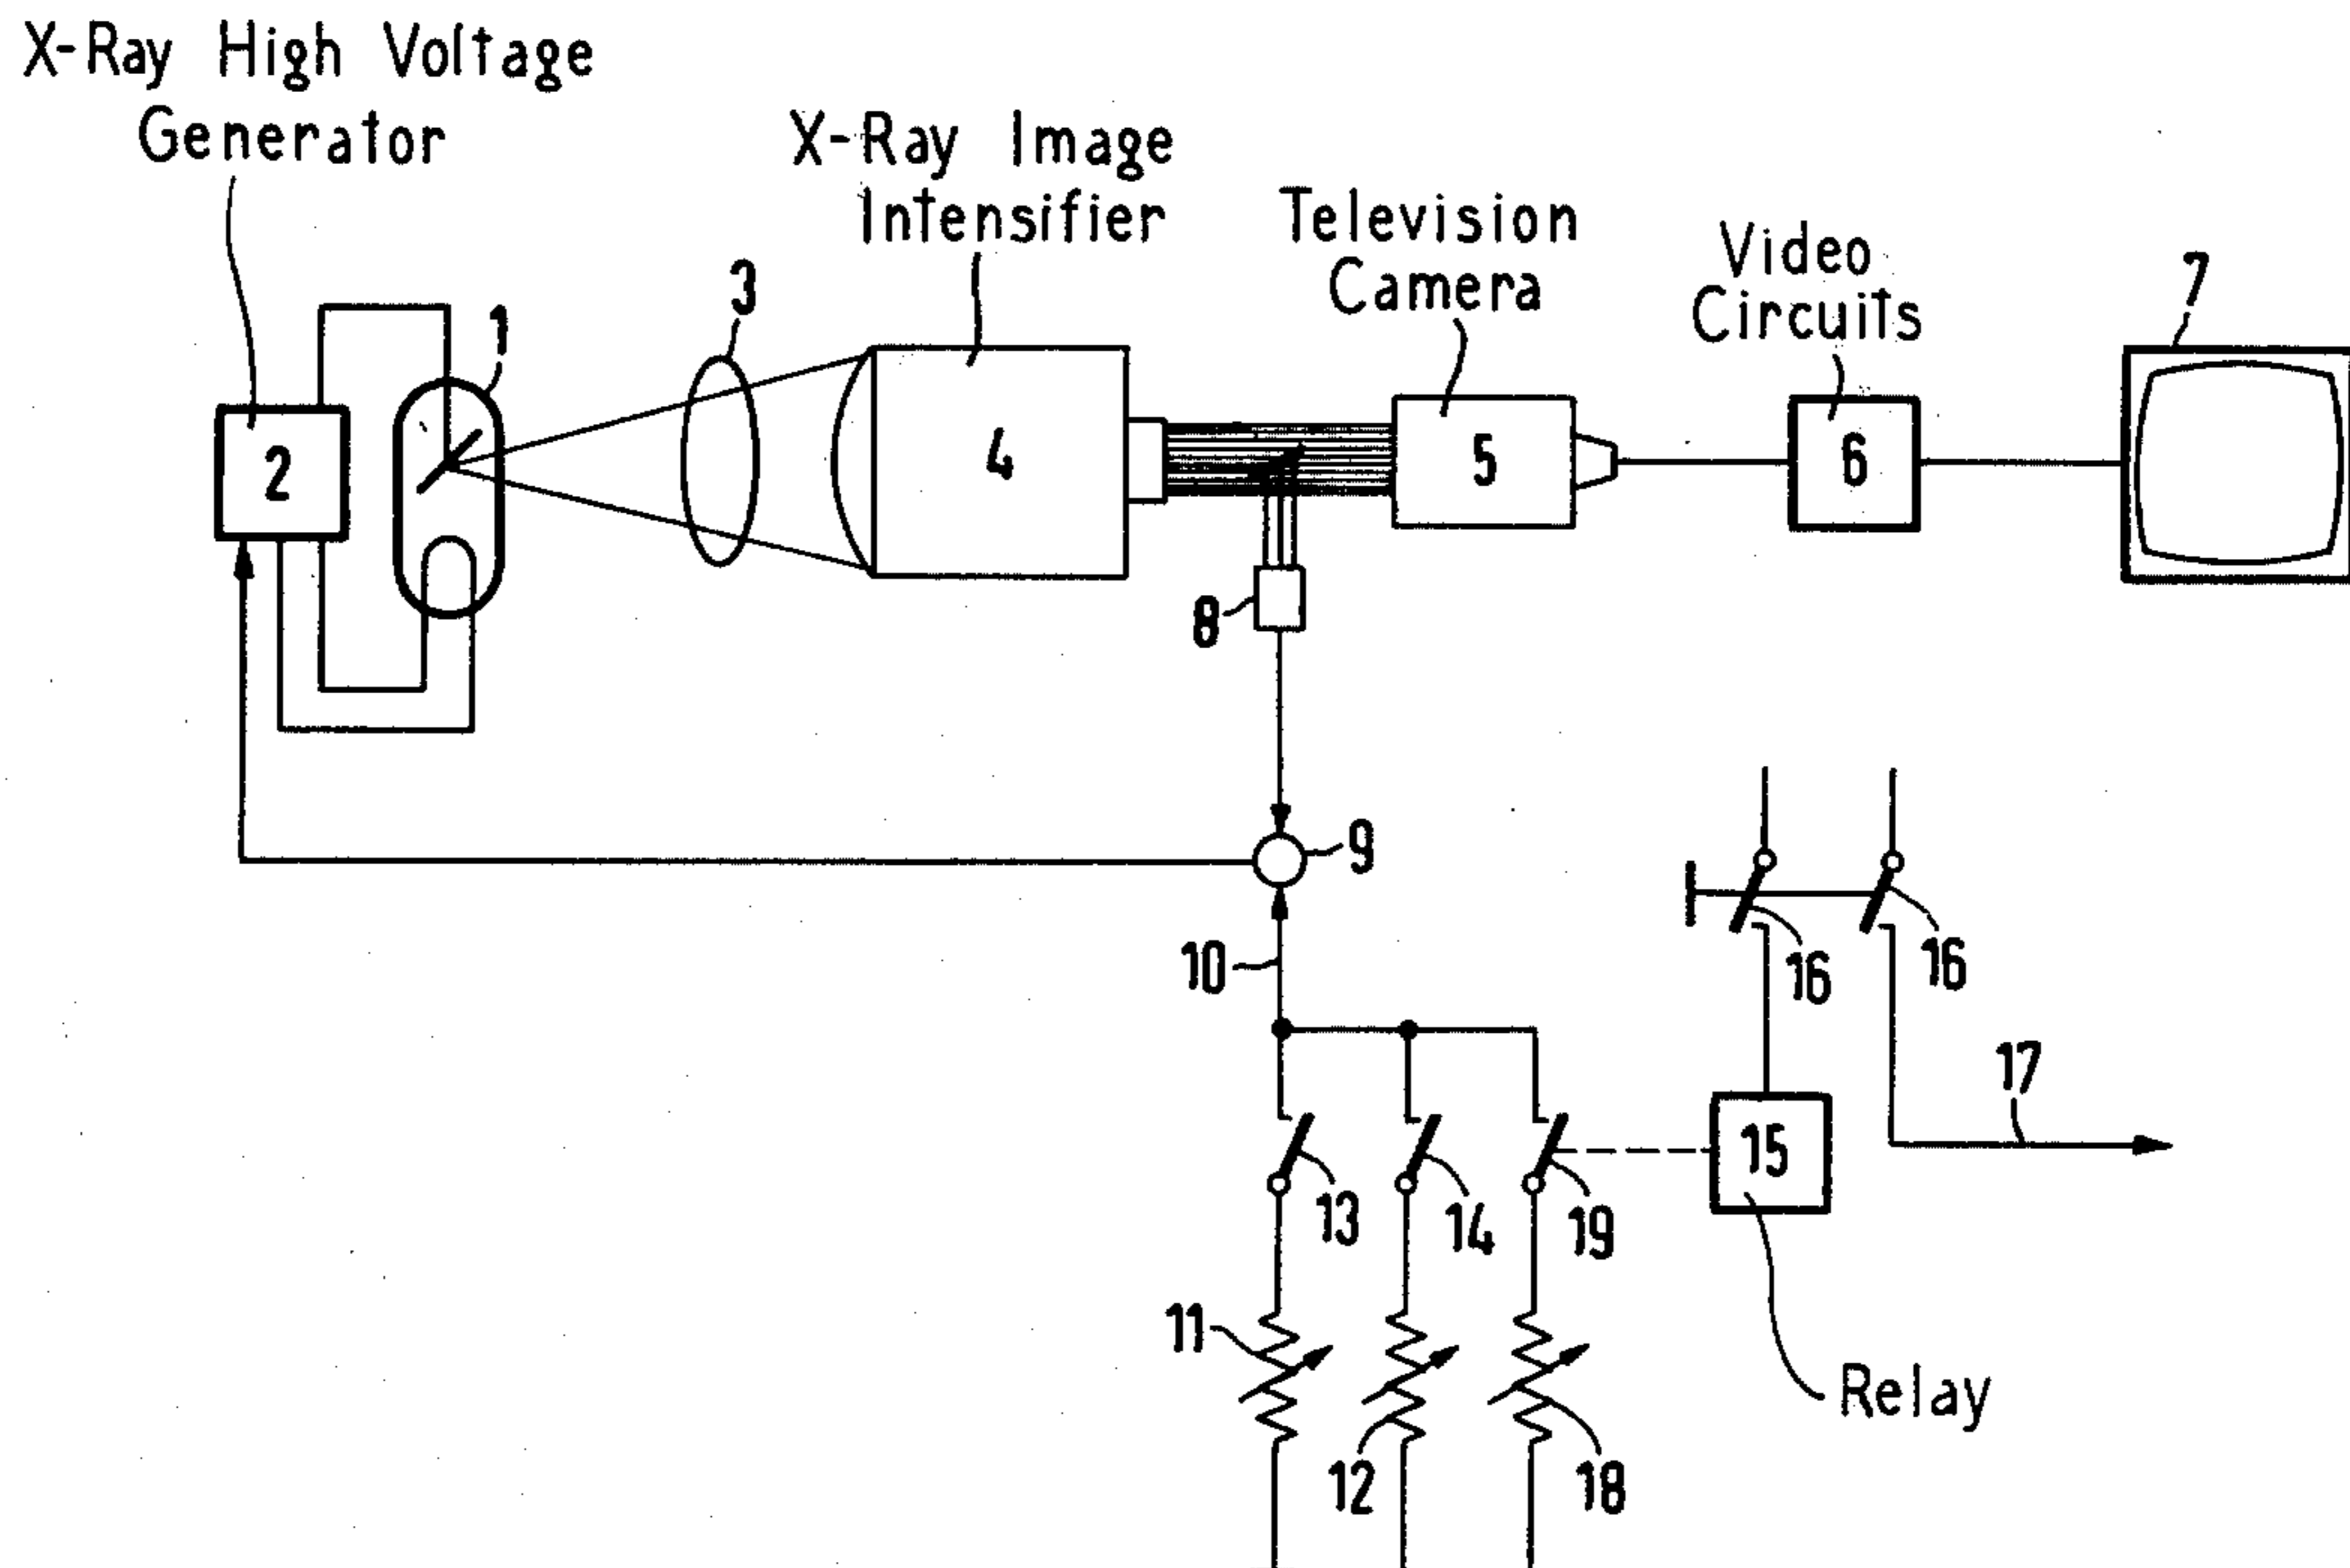 X-Ray High Voltage
Generator
X-Ray Image
Intensifier
Television
Camera
Video
Circuits
7
3
1
2
4
5
6
8
9
10
16
16
17
15
13
14
19
11
Relay
12
18